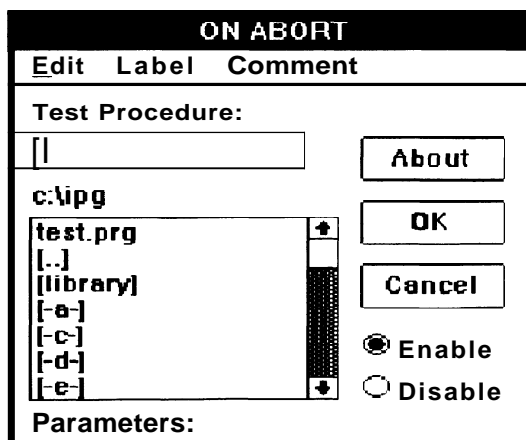 ON ABORT
Edit Label Comment
Test Procedure:
[
c:\ipg
test.prg
[..]
[library]
[-a-]
[-c-]
[-d-]
[-e-]
About
OK
Cancel
Enable
Disable
Parameters: